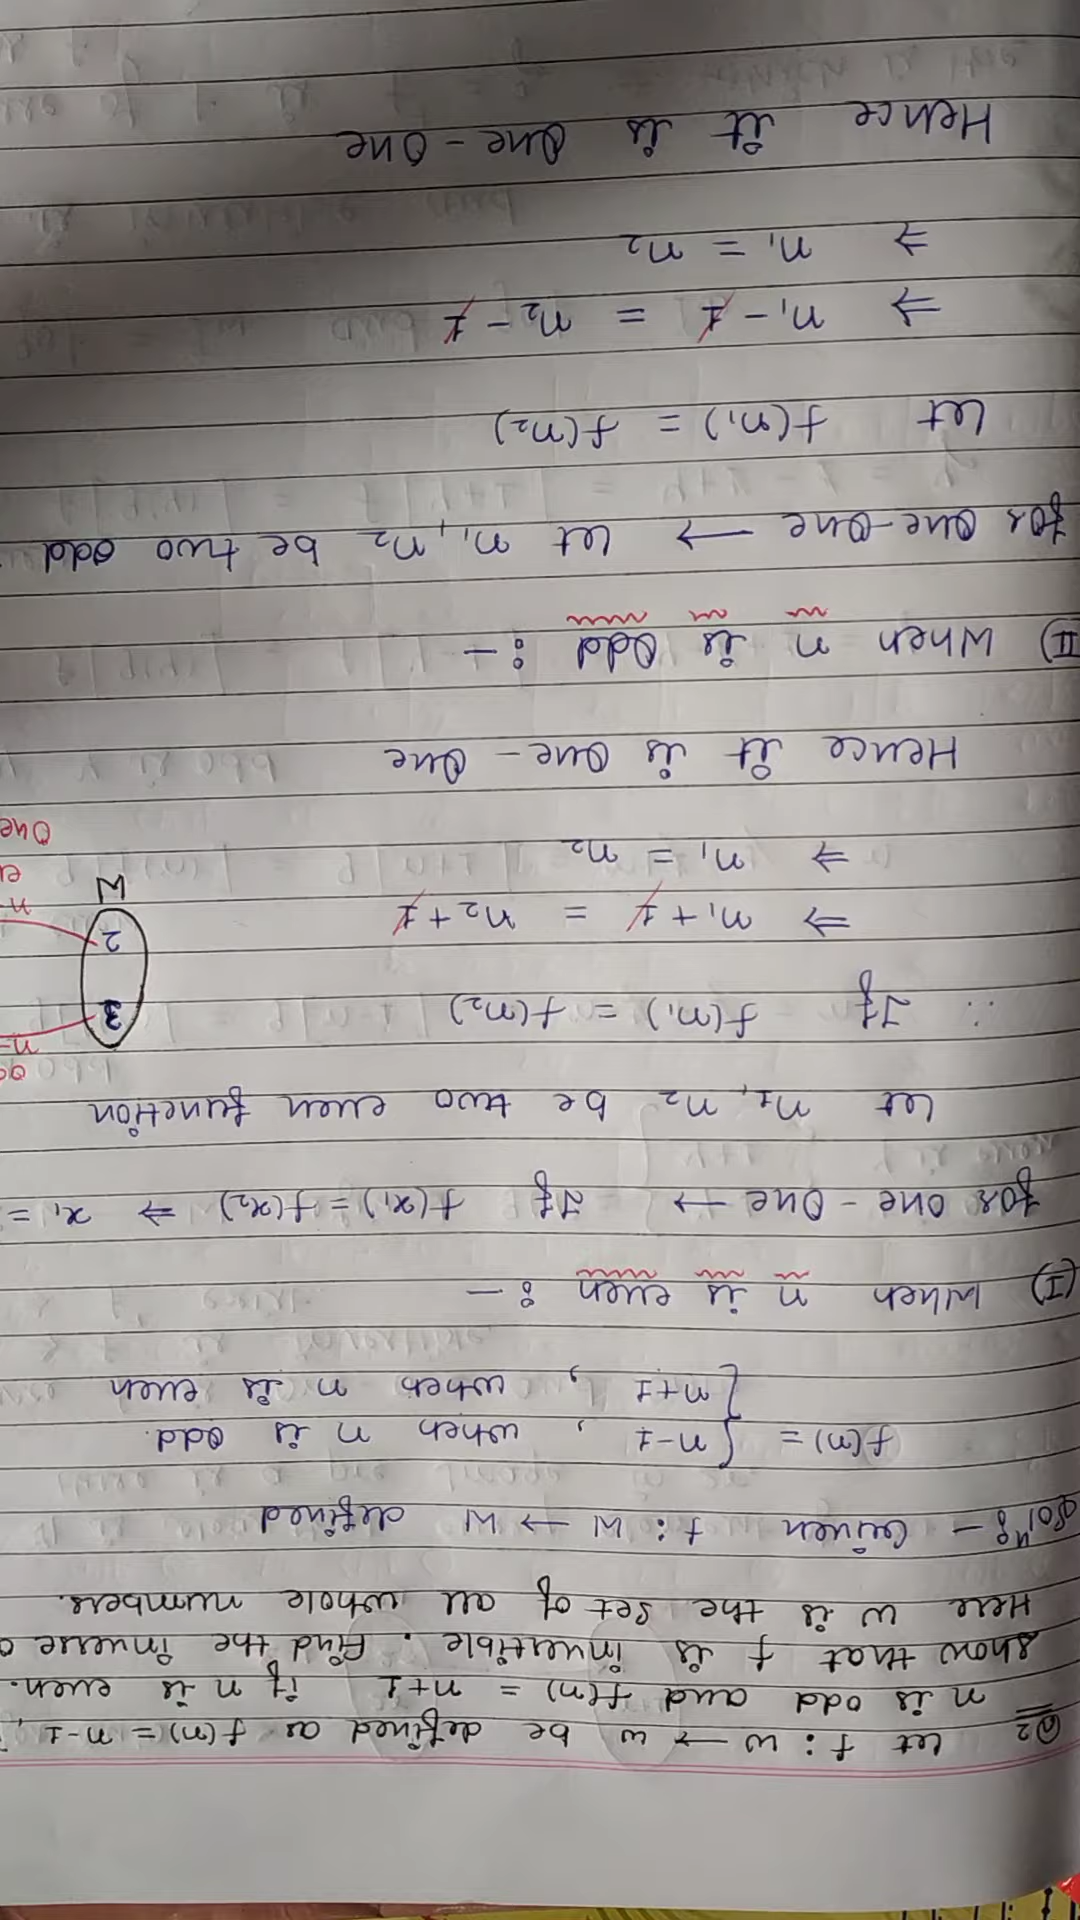 Q2 Let f : W → W be defined as f(n) = n-1,
n is odd and f(n) = n+1 if n is even.
show that f is invertible. Find the inverse
Here W is the set of all whole numbers.
Solⁿ:- Given f : W → W defined
f(n) = { n-1 , when n is odd.
n+1 , when n is even
(I) When n is even :-
for one-one → If f(x₁) = f(x₂) ⇒ x₁ =
Let n₁, n₂ be two even function
∴ If f(n₁) = f(n₂)
3
⇒ n₁+1 = n₂+1
2
W
⇒ n₁ = n₂
one
Hence it is one-one
II) When n is odd :-
for one-one → Let n₁, n₂ be two odd
Let f(n₁) = f(n₂)
⇒ n₁-1 = n₂-1
⇒ n₁ = n₂
Hence it is one-one